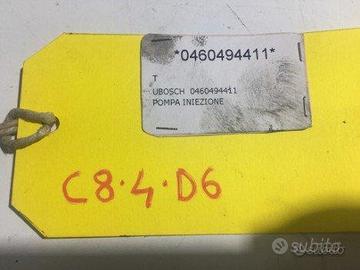 *0460494411*
T
UBOSCH 0460494411
POMPA INIEZIONE
C8.4.D6
subito